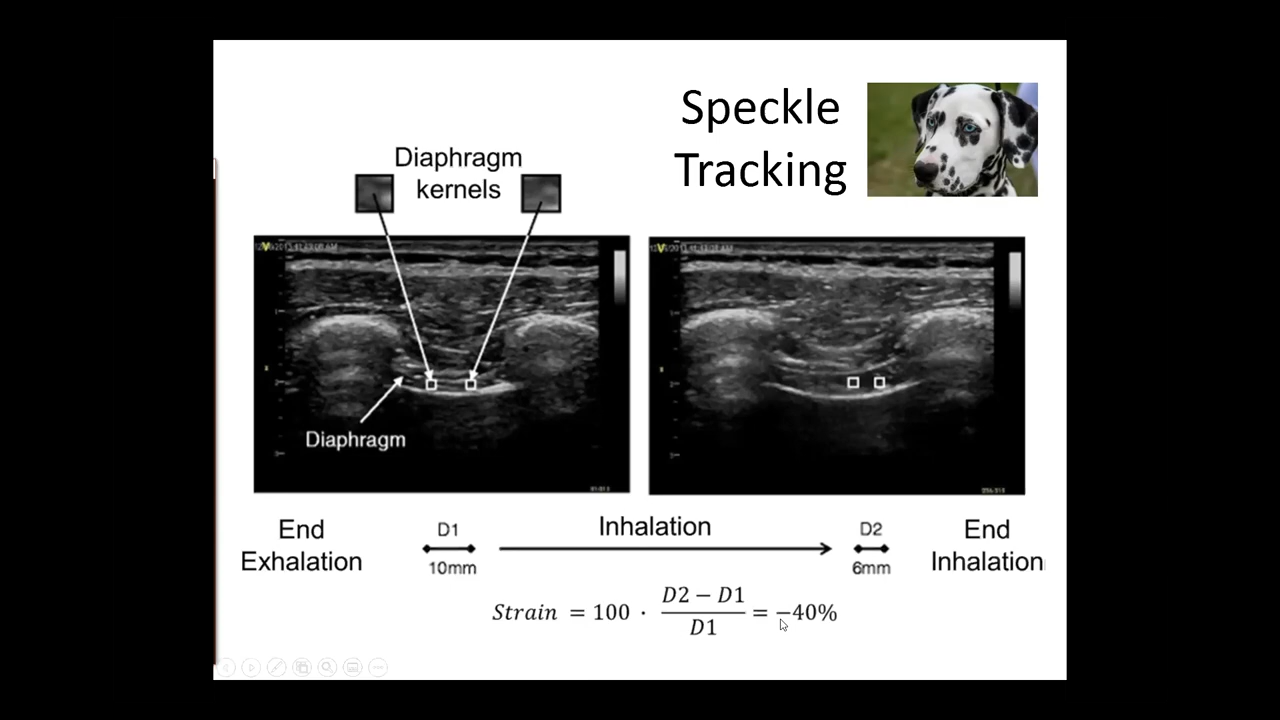 Speckle
Tracking
Diaphragm
kernels
V
V
Diaphragm
End
Exhalation
D1
10mm
Inhalation
D2
6mm
End
Inhalation
Strain = 100 · (D2 − D1)/D1 = −40%